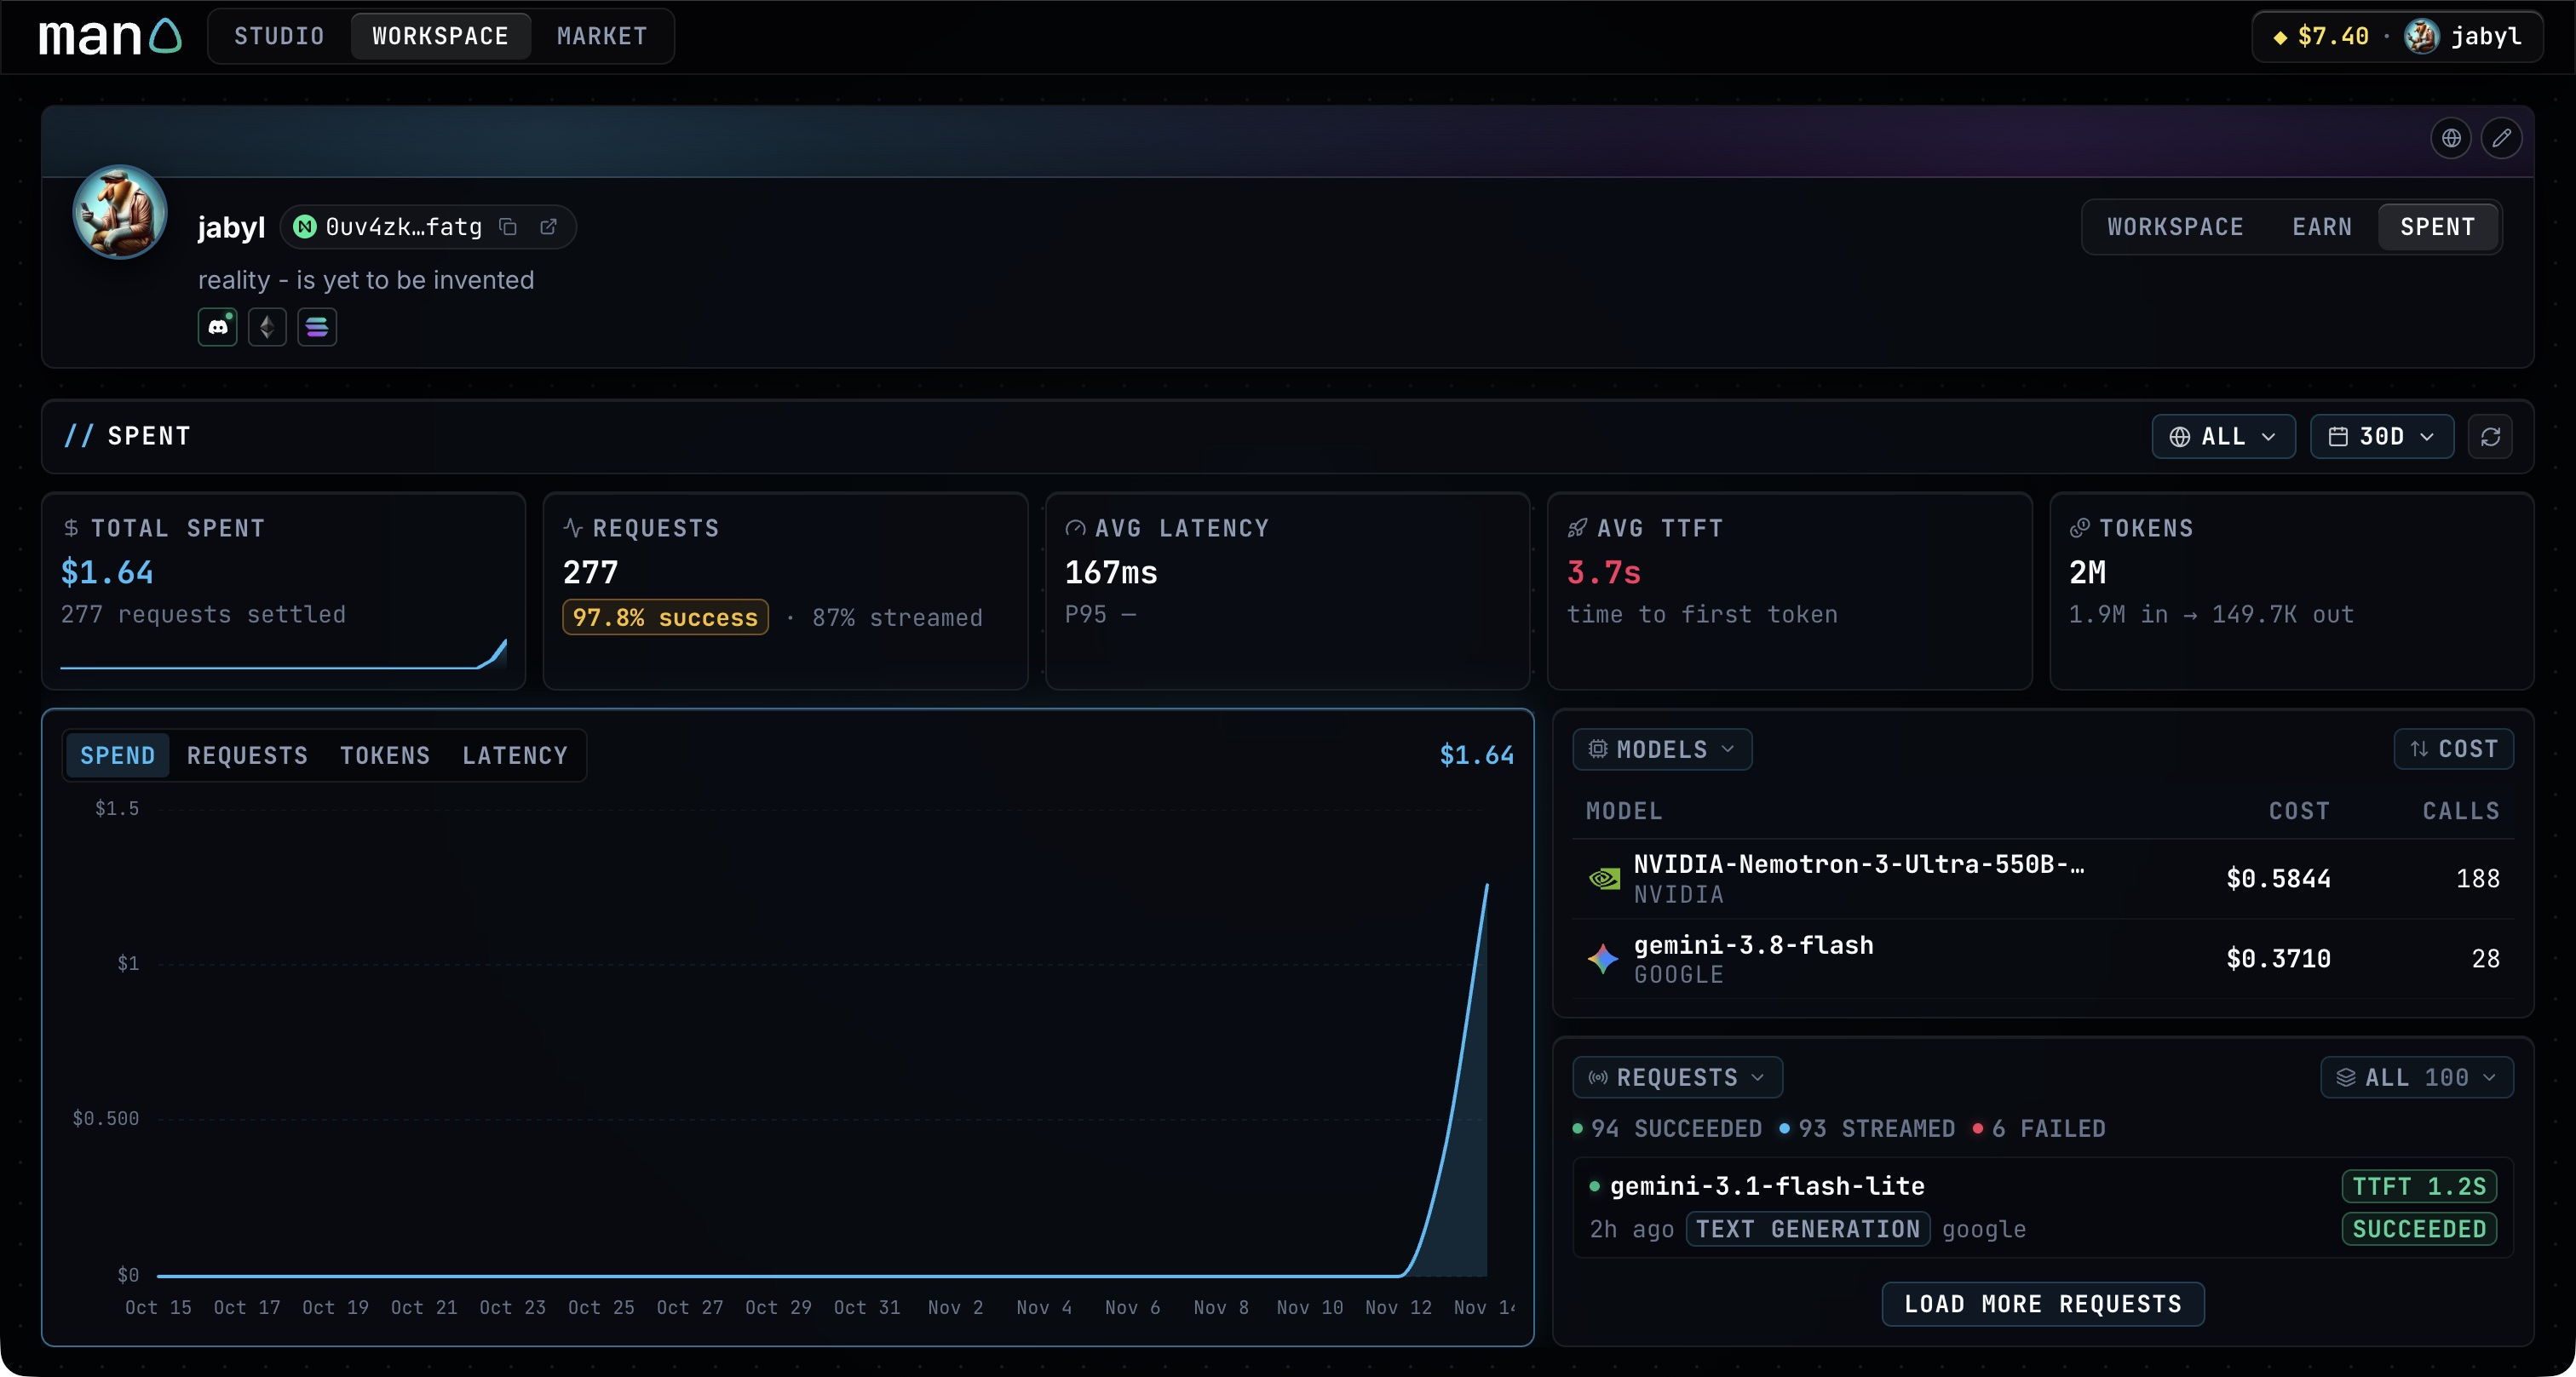 mano
STUDIO WORKSPACE MARKET
$7.40 · jabyl
jabyl 0uv4zk…fatg
WORKSPACE EARN SPENT
reality - is yet to be invented
// SPENT
ALL 30D
TOTAL SPENT
$1.64
277 requests settled
REQUESTS
277
97.8% success · 87% streamed
AVG LATENCY
167ms
P95 —
AVG TTFT
3.7s
time to first token
TOKENS
2M
1.9M in → 149.7K out
SPEND REQUESTS TOKENS LATENCY
$1.64
$1.5
$1
$0.500
$0
Oct 15 Oct 17 Oct 19 Oct 21 Oct 23 Oct 25 Oct 27 Oct 29 Oct 31 Nov 2 Nov 4 Nov 6 Nov 8 Nov 10 Nov 12 Nov 14
MODELS COST
MODEL COST CALLS
NVIDIA-Nemotron-3-Ultra-550B-… $0.5844 188
NVIDIA
gemini-3.8-flash $0.3710 28
GOOGLE
REQUESTS ALL 100
94 SUCCEEDED 93 STREAMED 6 FAILED
gemini-3.1-flash-lite TTFT 1.2S
2h ago TEXT GENERATION google SUCCEEDED
LOAD MORE REQUESTS